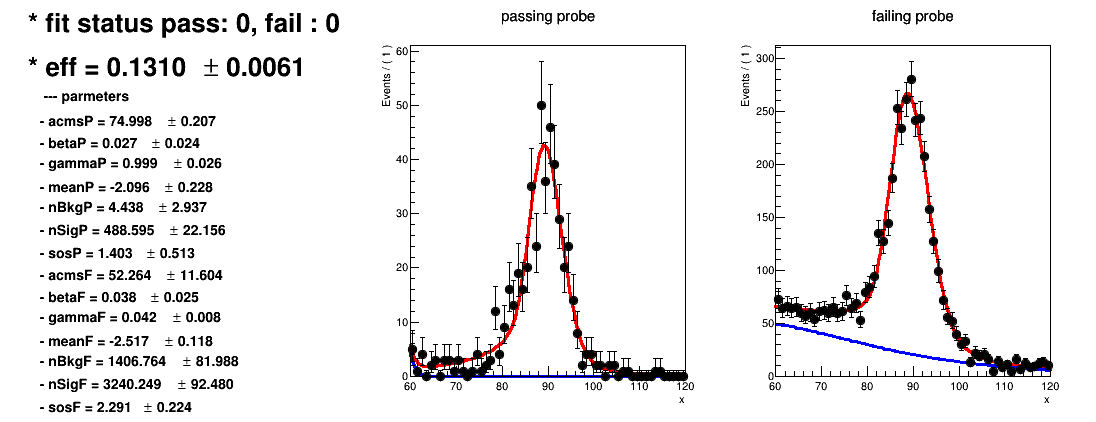 * fit status pass: 0, fail : 0
* eff = 0.1310 ± 0.0061
--- parmeters
- acmsP = 74.998 ± 0.207
- betaP = 0.027 ± 0.024
- gammaP = 0.999 ± 0.026
- meanP = -2.096 ± 0.228
- nBkgP = 4.438 ± 2.937
- nSigP = 488.595 ± 22.156
- sosP = 1.403 ± 0.513
- acmsF = 52.264 ± 11.604
- betaF = 0.038 ± 0.025
- gammaF = 0.042 ± 0.008
- meanF = -2.517 ± 0.118
- nBkgF = 1406.764 ± 81.988
- nSigF = 3240.249 ± 92.480
- sosF = 2.291 ± 0.224
passing probe
Events / ( 1 )
60
50
40
30
20
10
0
60 70 80 90 100 110 120
x
failing probe
Events / ( 1 )
300
250
200
150
100
50
0
60 70 80 90 100 110 120
x